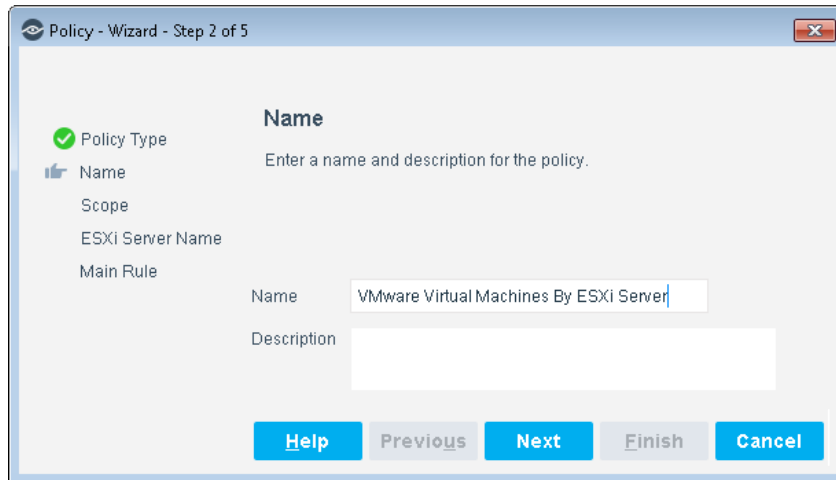 Policy - Wizard - Step 2 of 5
Policy Type
Name
Scope
ESXi Server Name
Main Rule
Name
Enter a name and description for the policy.
Name VMware Virtual Machines By ESXi Server
Description
Help Previous Next Finish Cancel